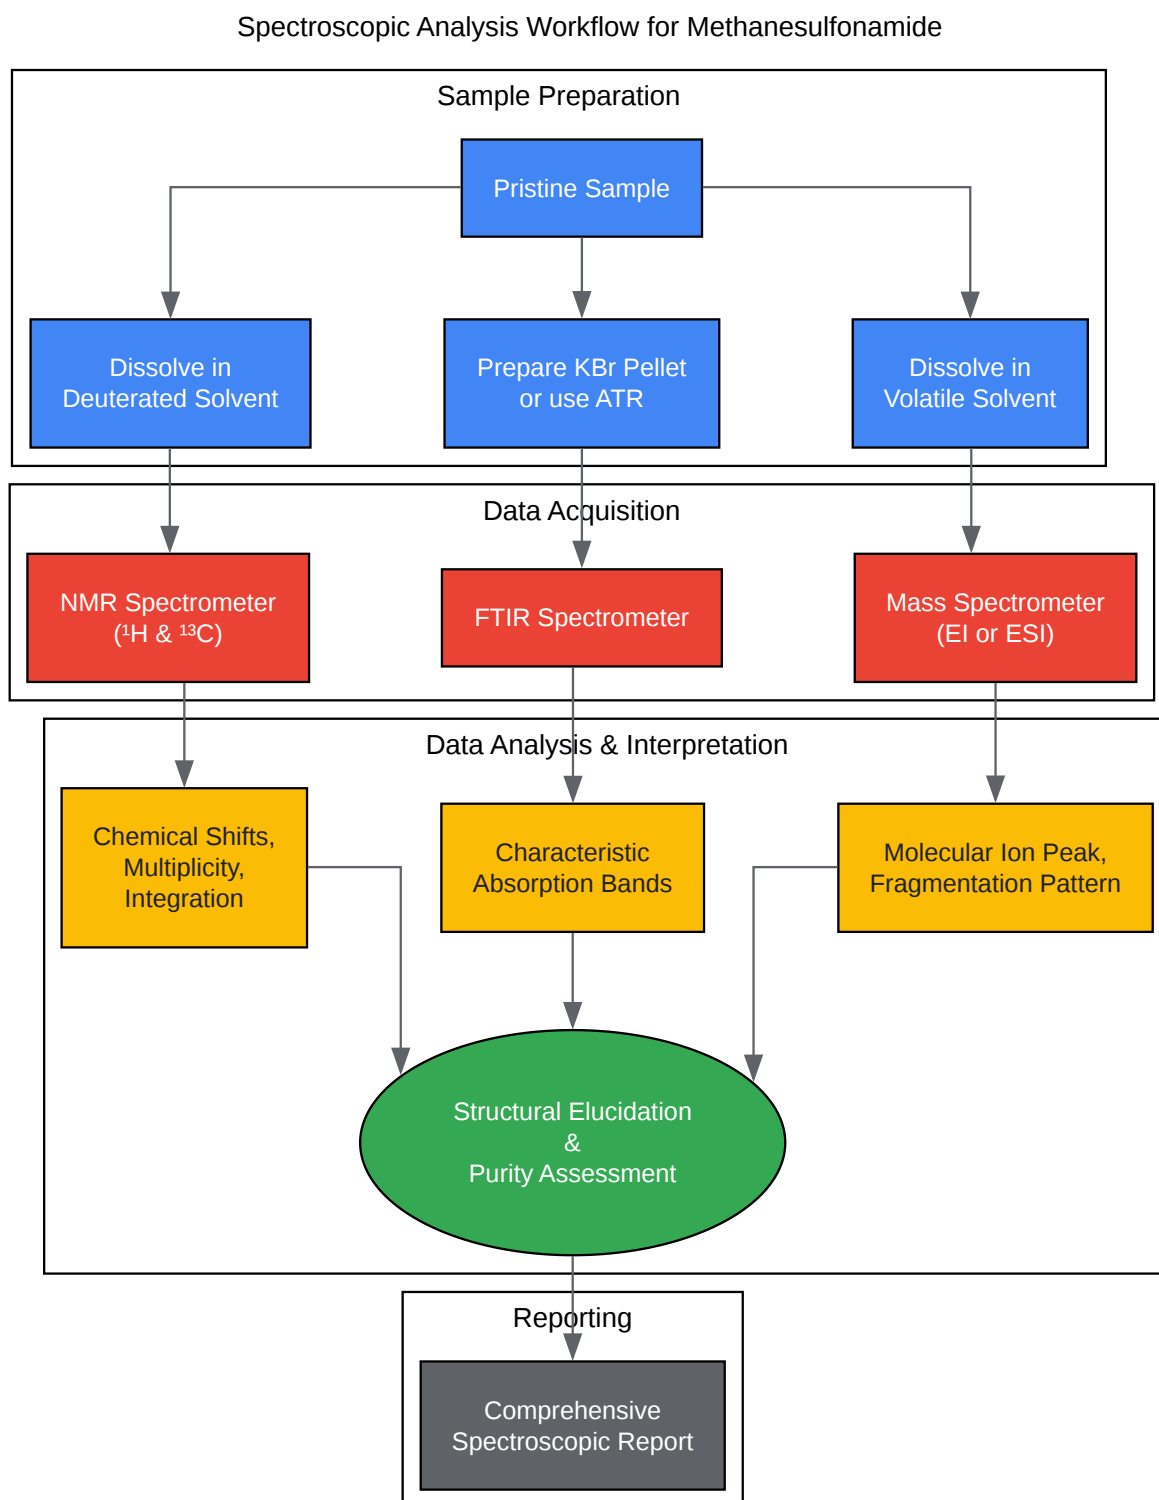 Spectroscopic Analysis Workflow for Methanesulfonamide
Sample Preparation
Pristine Sample
Dissolve in
Deuterated Solvent
Prepare KBr Pellet
or use ATR
Dissolve in
Volatile Solvent
Data Acquisition
NMR Spectrometer
(¹H & ¹³C)
FTIR Spectrometer
Mass Spectrometer
(EI or ESI)
Data Analysis & Interpretation
Chemical Shifts,
Multiplicity,
Integration
Characteristic
Absorption Bands
Molecular Ion Peak,
Fragmentation Pattern
Structural Elucidation
&
Purity Assessment
Reporting
Comprehensive
Spectroscopic Report